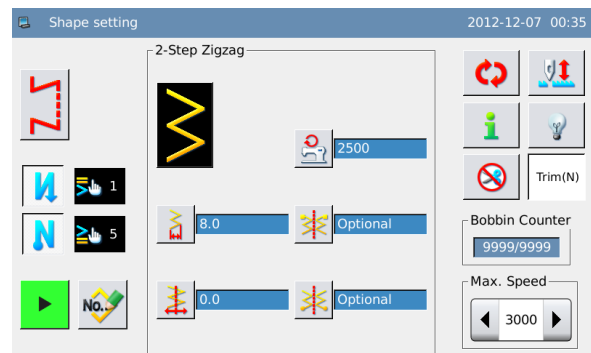 Shape setting 2012-12-07 00:35
2-Step Zigzag
2500
1
Trim(N)
5
8.0 Optional
Bobbin Counter
9999/9999
No.
0.0 Optional
Max. Speed
3000